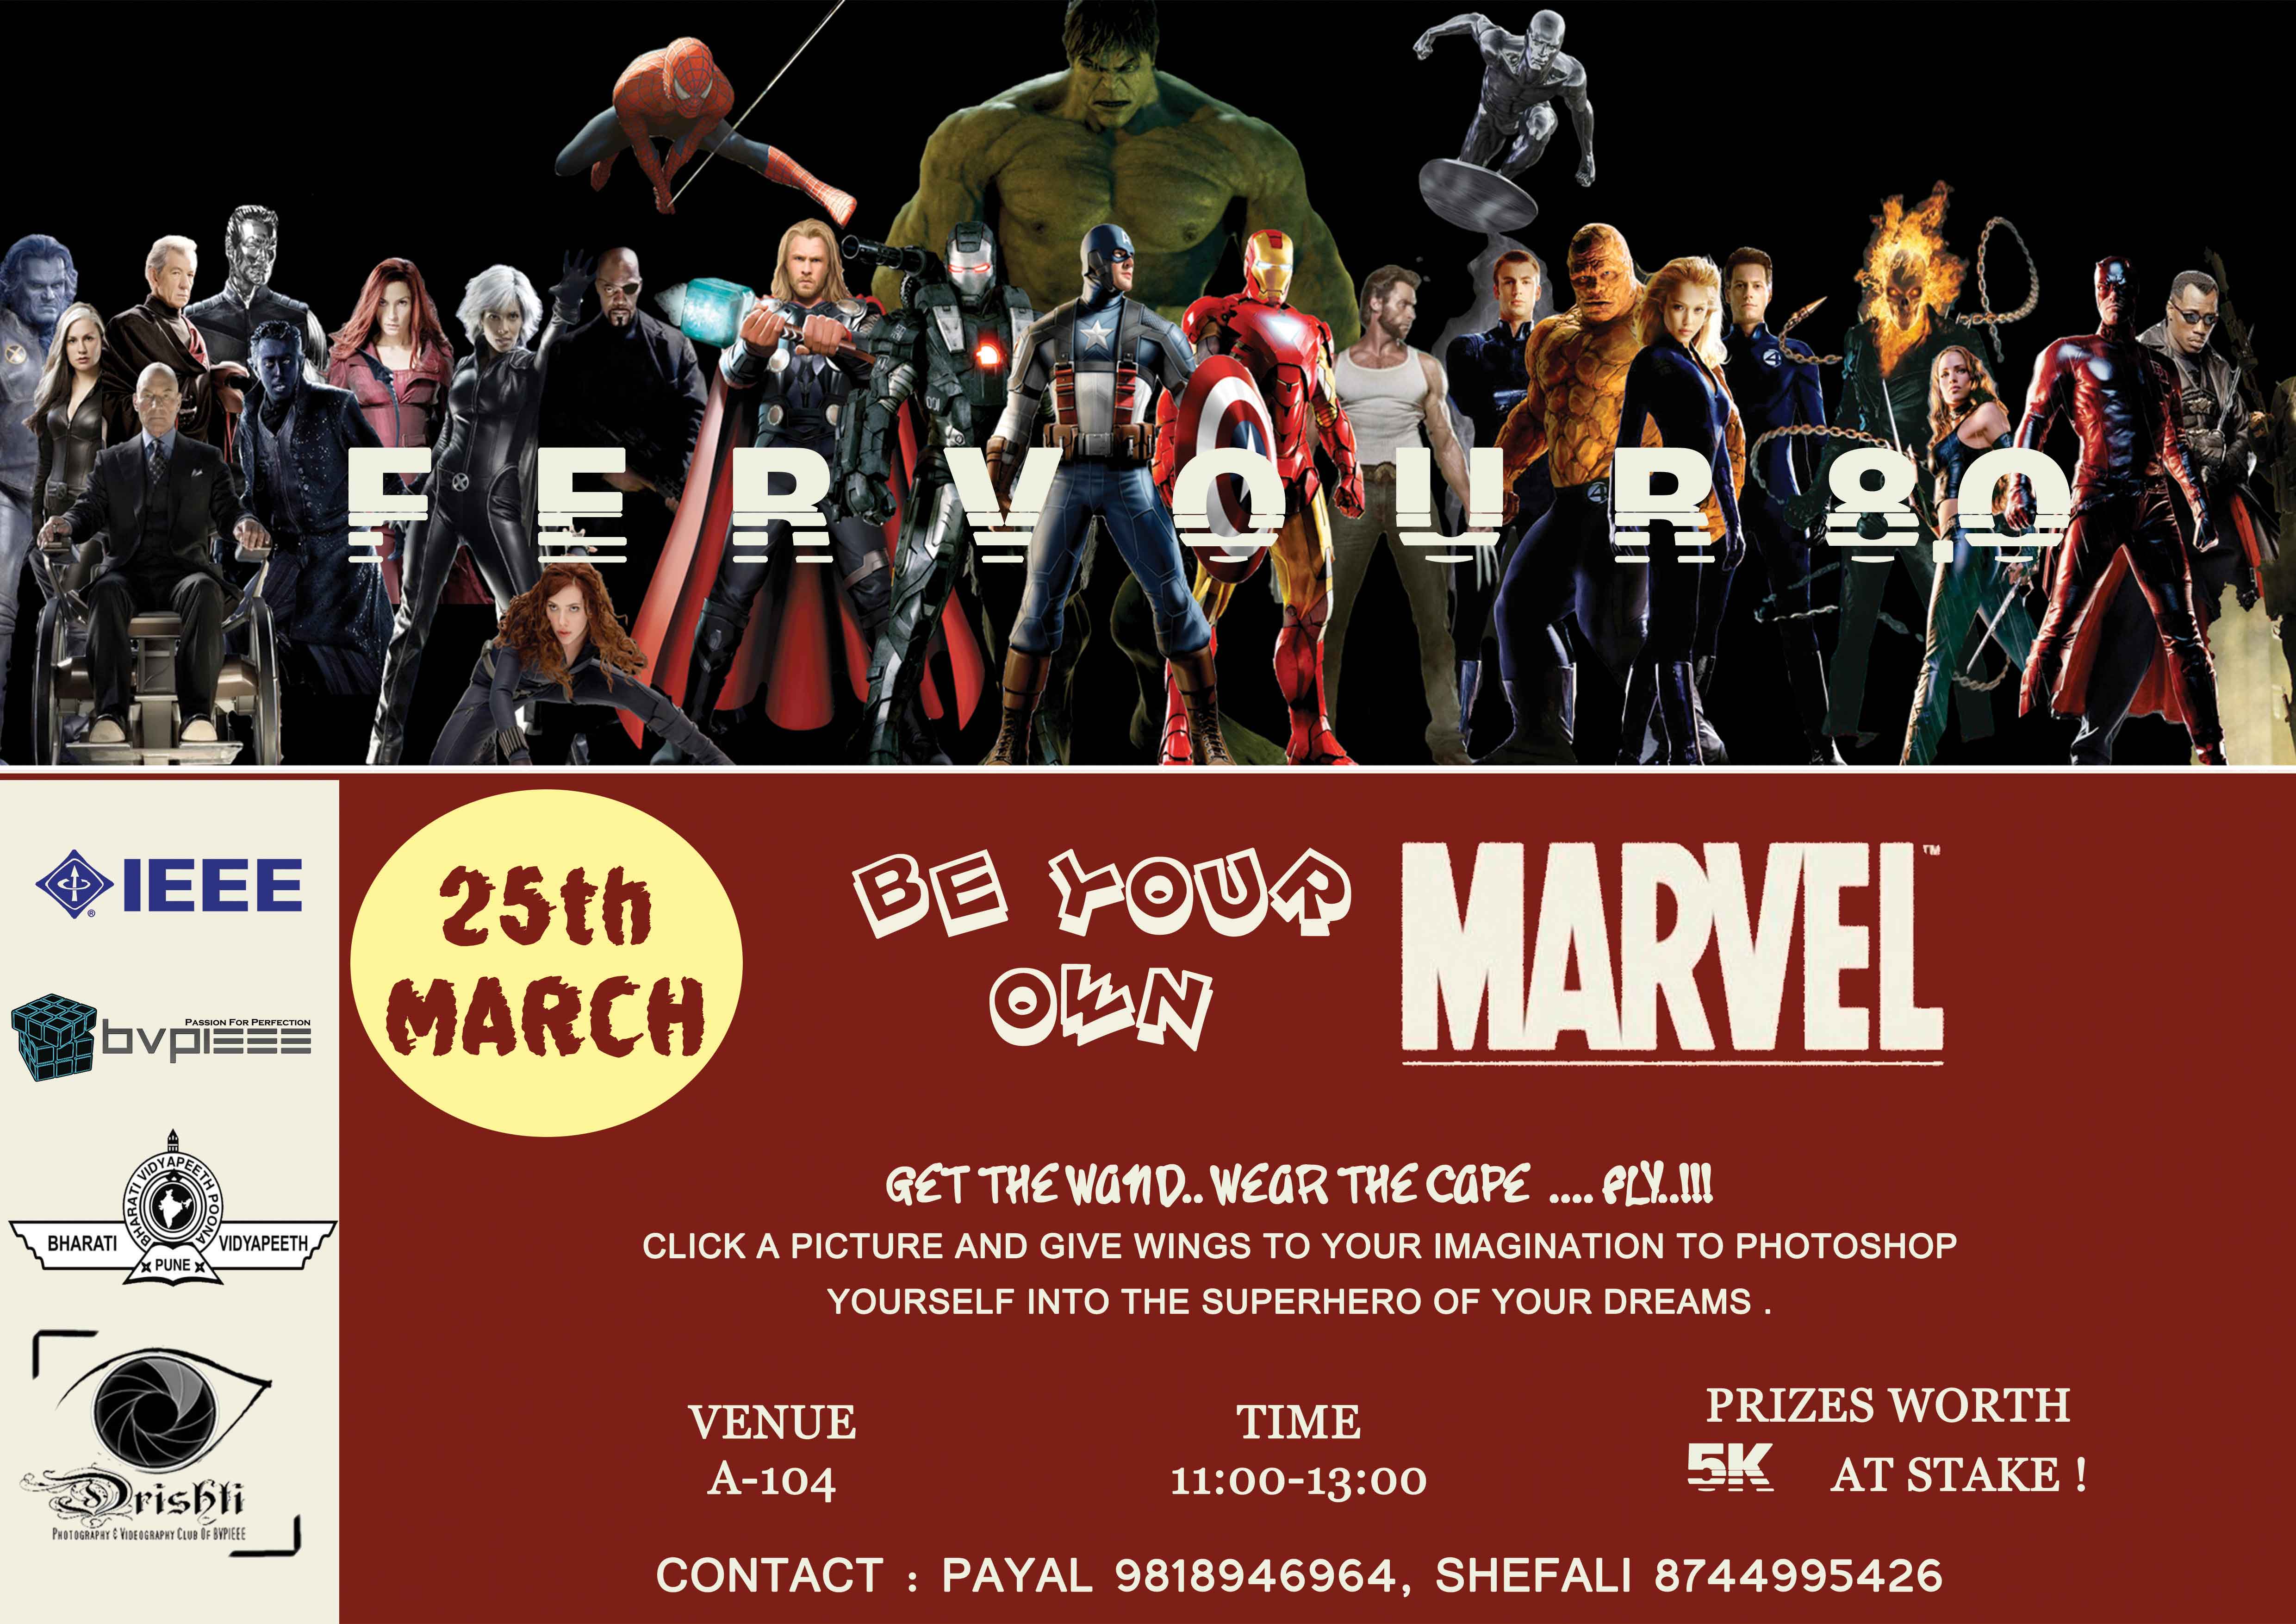 FERVOUR 8.0
IEEE
®
PASSION FOR PERFECTION
bvpIEEE
BHARATI VIDYAPEETH POONA
BHARATI VIDYAPEETH
PUNE
Drishti
PHOTOGRAPHY & VIDEOGRAPHY CLUB OF BVPIEEE
25th
MARCH
BE YOUR
OWN
MARVEL™
GET THE WAND.. WEAR THE CAPE .... FLY..!!!
CLICK A PICTURE AND GIVE WINGS TO YOUR IMAGINATION TO PHOTOSHOP
YOURSELF INTO THE SUPERHERO OF YOUR DREAMS .
VENUE
A-104
TIME
11:00-13:00
PRIZES WORTH
5K AT STAKE !
CONTACT : PAYAL 9818946964, SHEFALI 8744995426